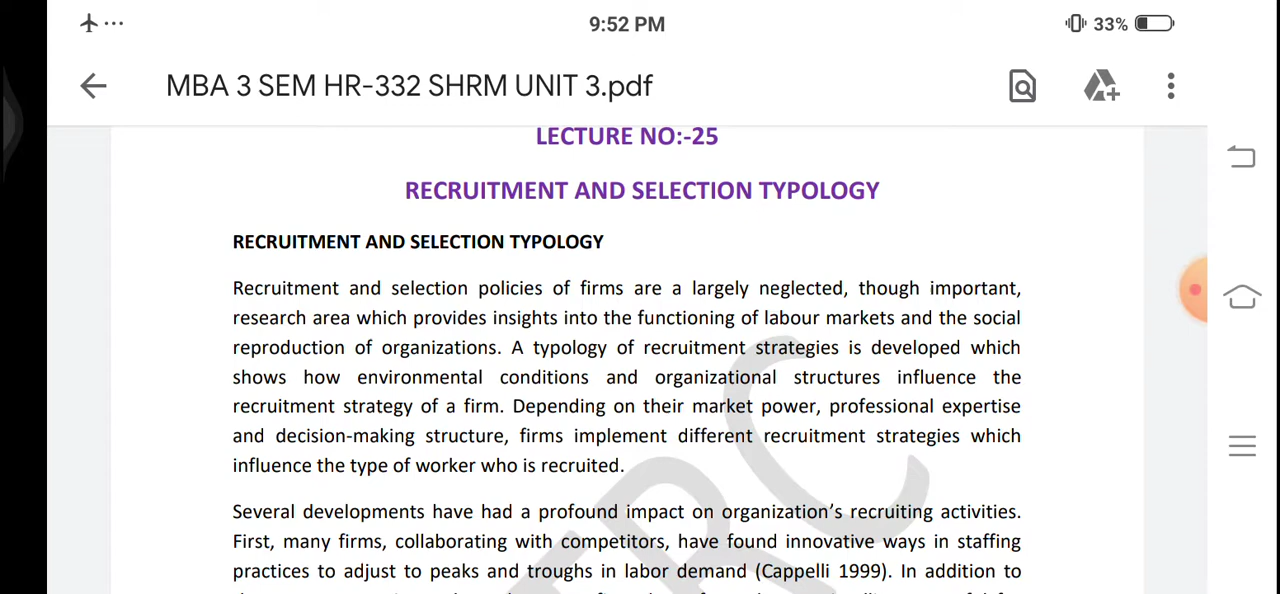 9:52 PM
33%
MBA 3 SEM HR-332 SHRM UNIT 3.pdf
LECTURE NO:-25
RECRUITMENT AND SELECTION TYPOLOGY
RECRUITMENT AND SELECTION TYPOLOGY
Recruitment and selection policies of firms are a largely neglected, though important,
research area which provides insights into the functioning of labour markets and the social
reproduction of organizations. A typology of recruitment strategies is developed which
shows how environmental conditions and organizational structures influence the
recruitment strategy of a firm. Depending on their market power, professional expertise
and decision-making structure, firms implement different recruitment strategies which
influence the type of worker who is recruited.
Several developments have had a profound impact on organization's recruiting activities.
First, many firms, collaborating with competitors, have found innovative ways in staffing
practices to adjust to peaks and troughs in labor demand (Cappelli 1999). In addition to